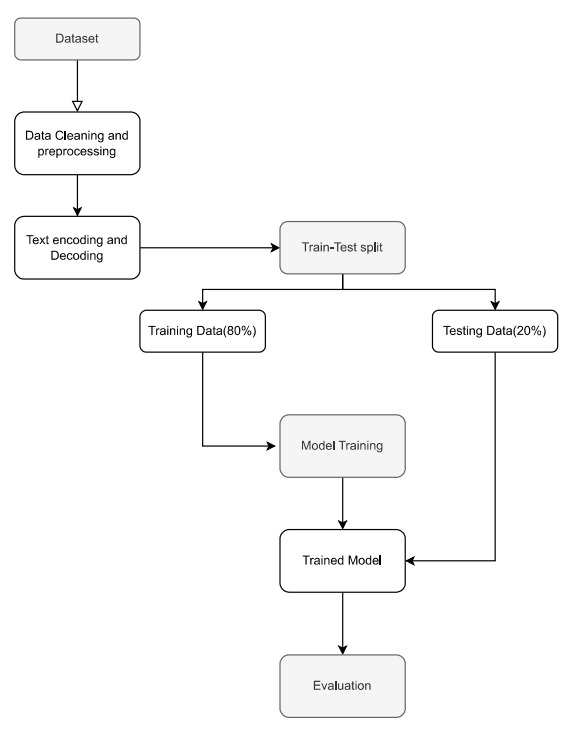 Dataset
Data Cleaning and
preprocessing
Text encoding and
Decoding
Train-Test split
Training Data(80%)
Testing Data(20%)
Model Training
Trained Model
Evaluation